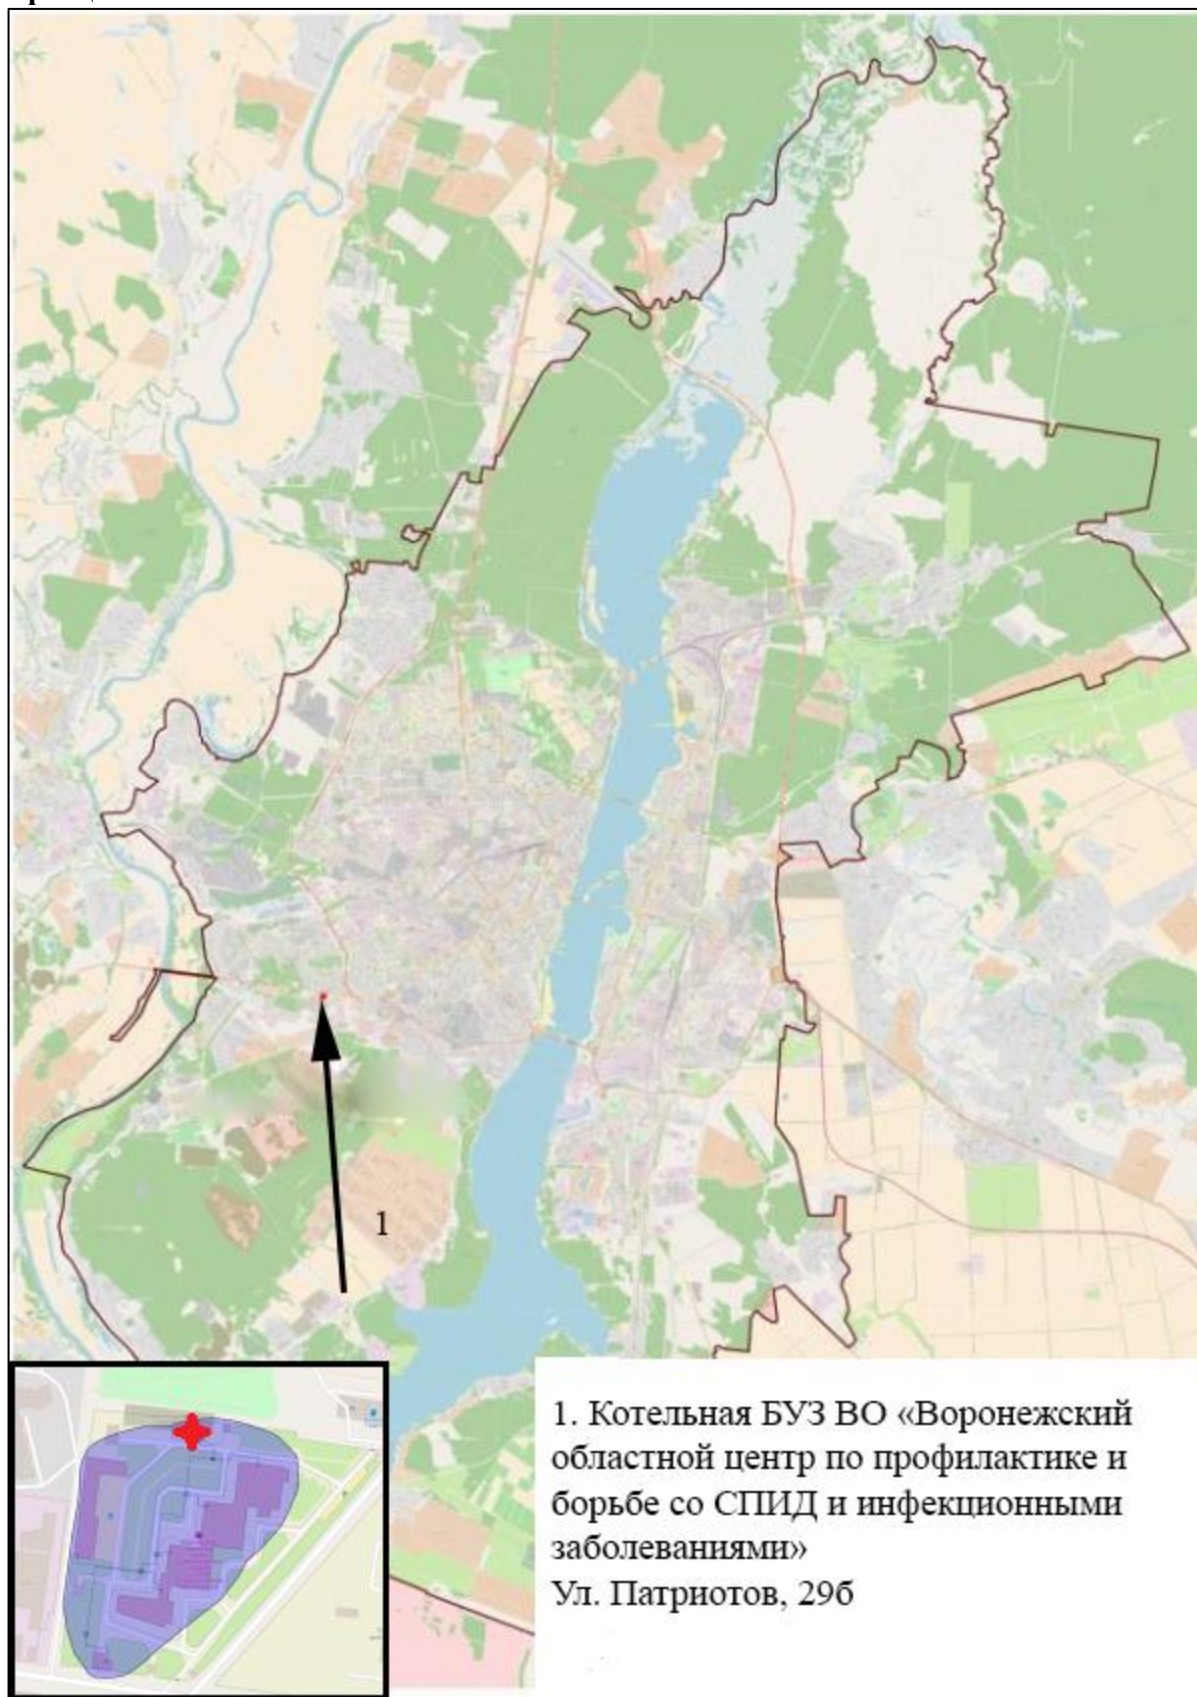 1
1. Котельная БУЗ ВО «Воронежский
областной центр по профилактике и
борьбе со СПИД и инфекционными
заболеваниями»
Ул. Патриотов, 29б